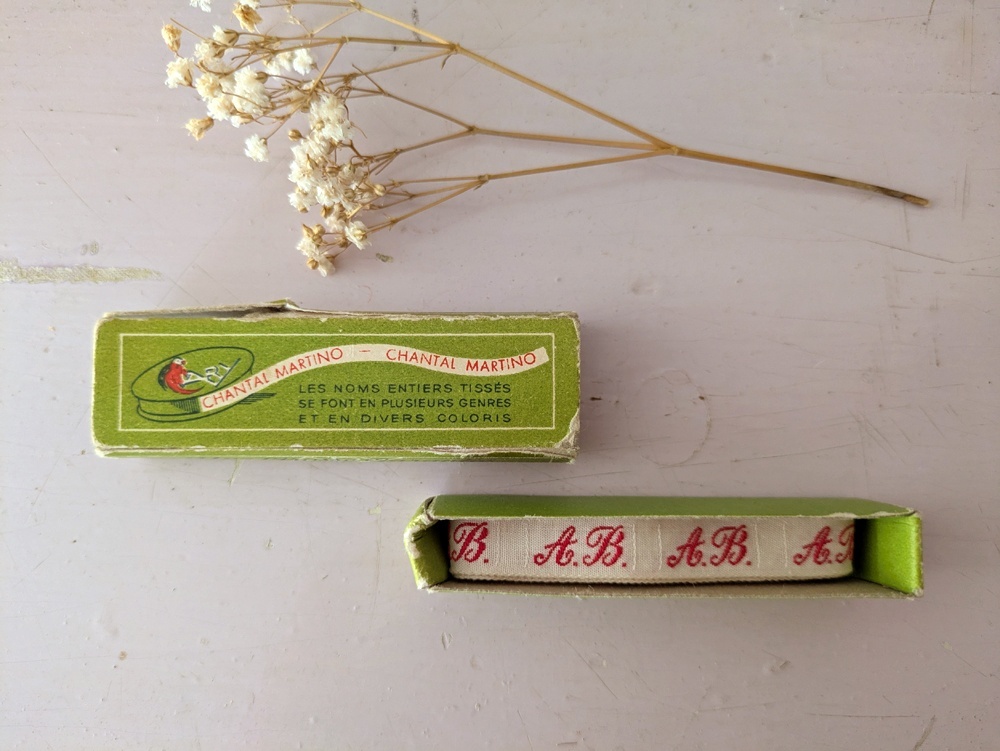 CHANTAL MARTINO — CHANTAL MARTINO
LES NOMS ENTIERS TISSÉS
SE FONT EN PLUSIEURS GENRES
ET EN DIVERS COLORIS
B. A.B. A.B. A.B